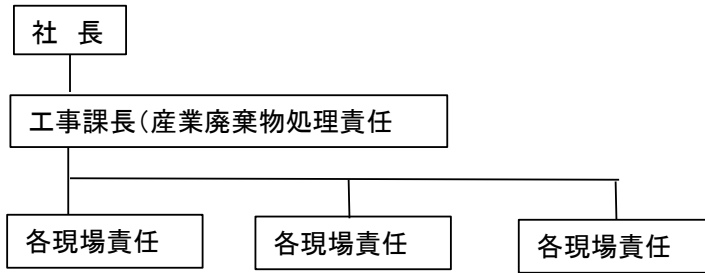 社 長
工事課長(産業廃棄物処理責任
各現場責任
各現場責任
各現場責任